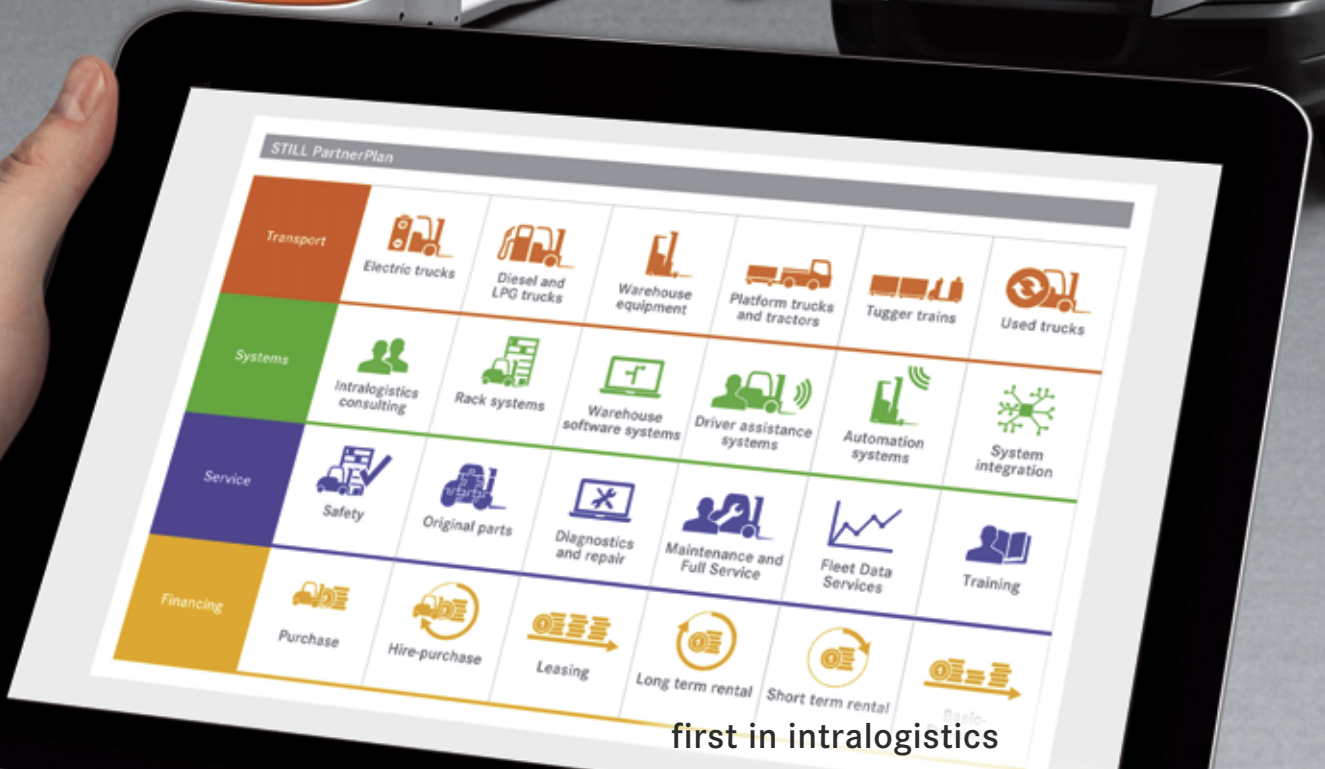 STILL PartnerPlan
Transport
Electric trucks
Diesel and
LPG trucks
Warehouse
equipment
Platform trucks
and tractors
Tugger trains
Used trucks
Systems
Intralogistics
consulting
Rack systems
Warehouse
software systems
Driver assistance
systems
Automation
systems
System
integration
Service
Safety
Original parts
Diagnostics
and repair
Maintenance and
Full Service
Fleet Data
Services
Training
Financing
Purchase
Hire-purchase
Leasing
Long term rental
Short term rental
Basic-
first in intralogistics